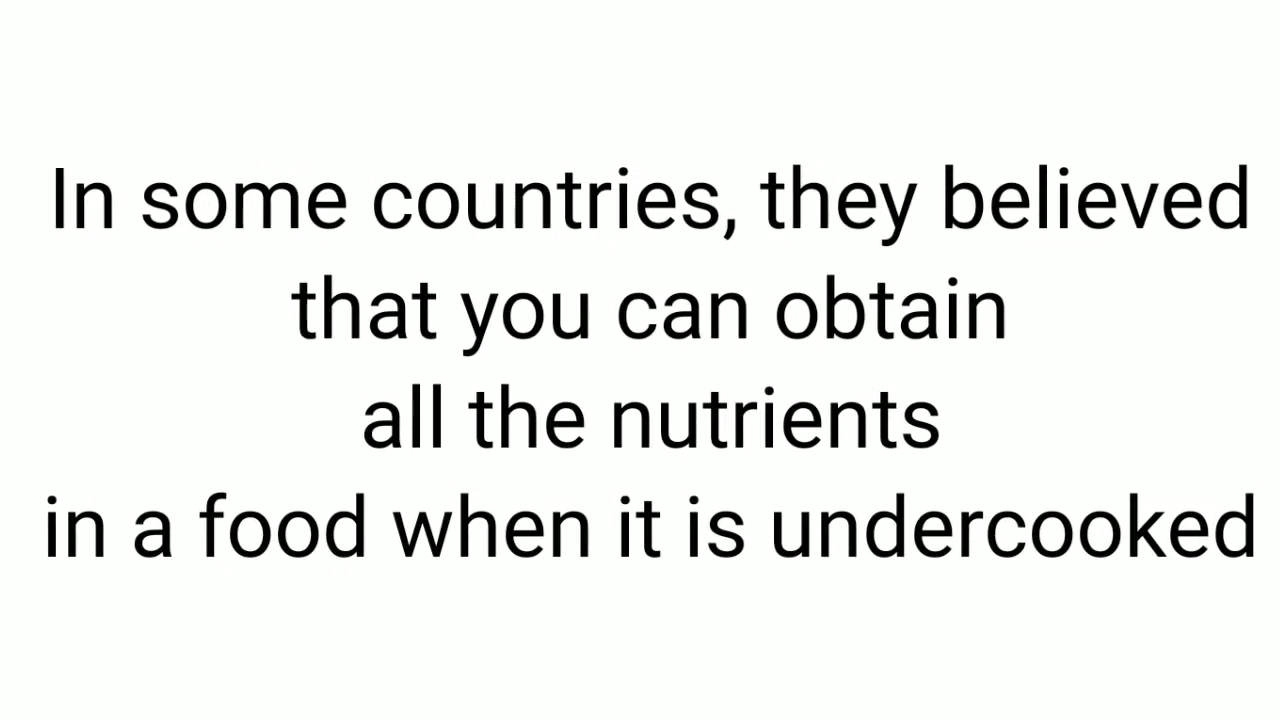 In some countries, they believed
that you can obtain
all the nutrients
in a food when it is undercooked